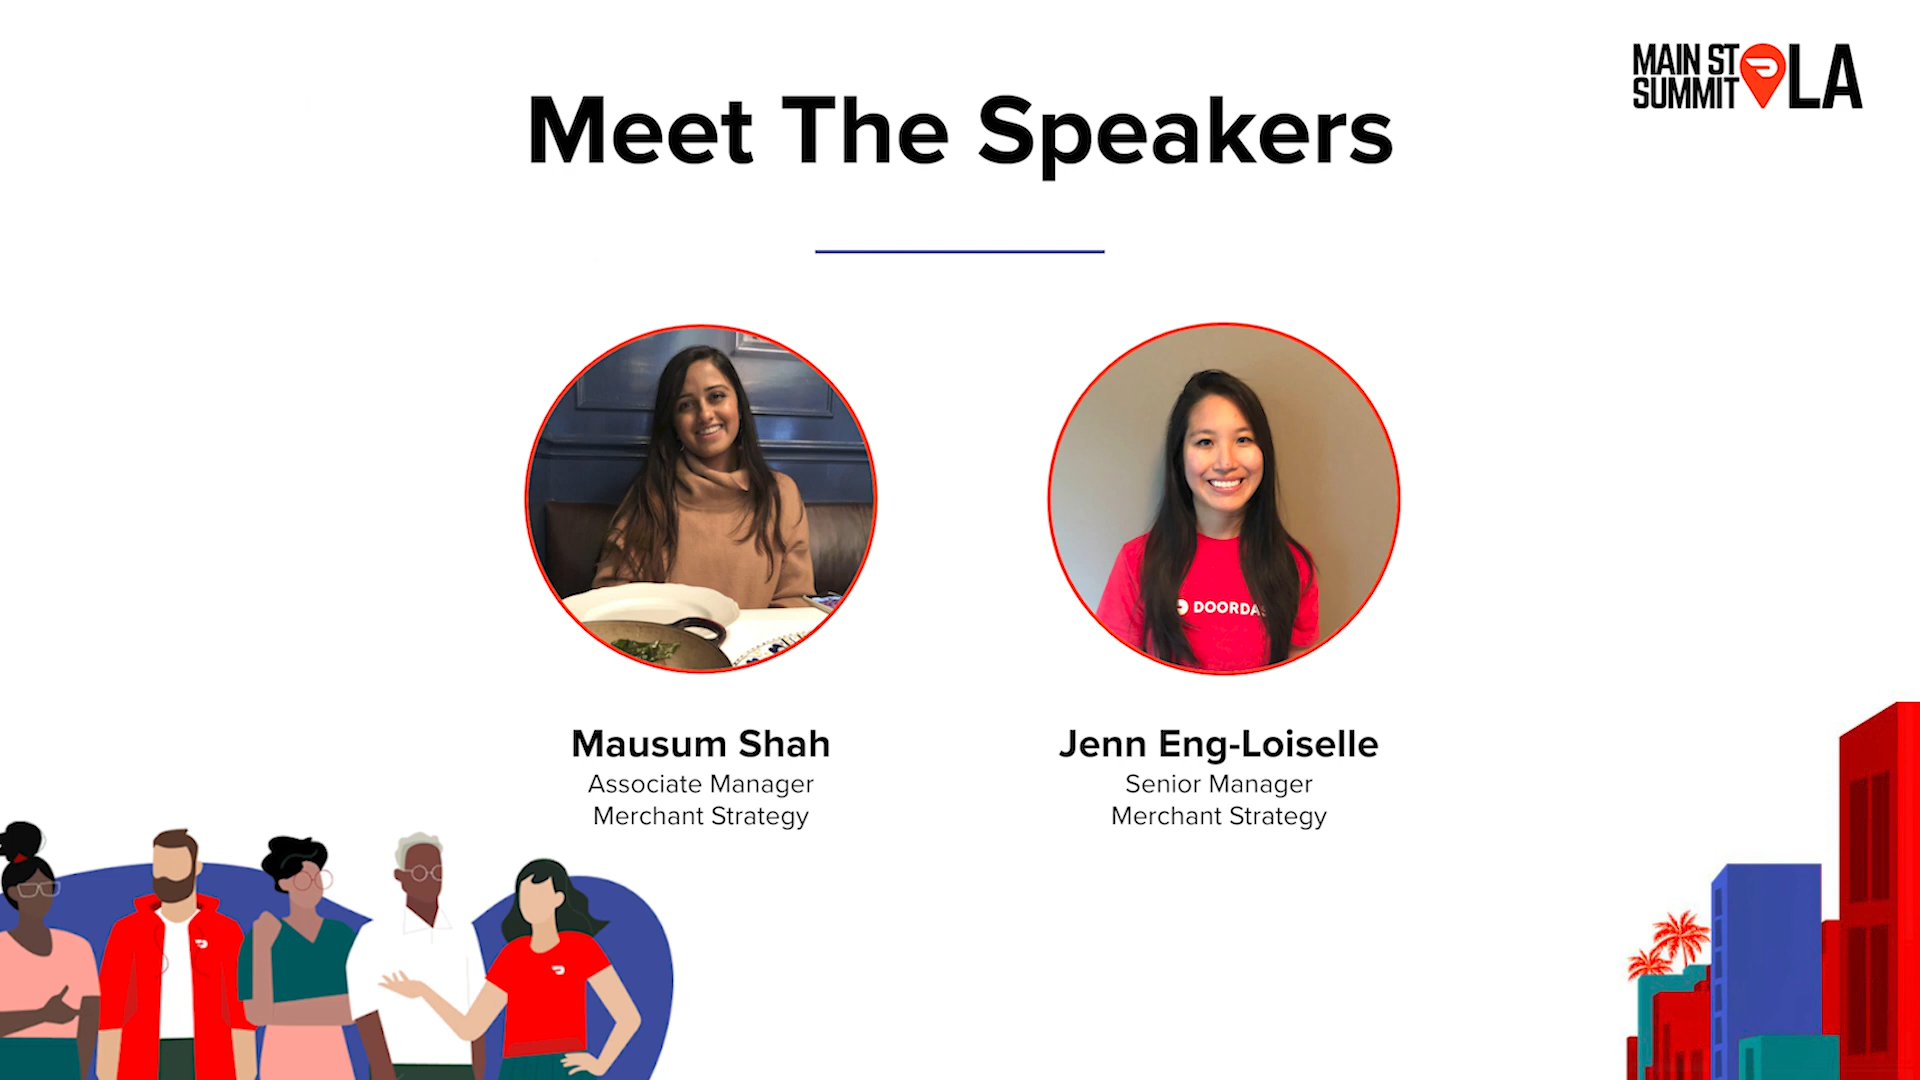 MAIN ST
SUMMIT
LA
Meet The Speakers
DOORDAS
Mausum Shah
Associate Manager
Merchant Strategy
Jenn Eng-Loiselle
Senior Manager
Merchant Strategy